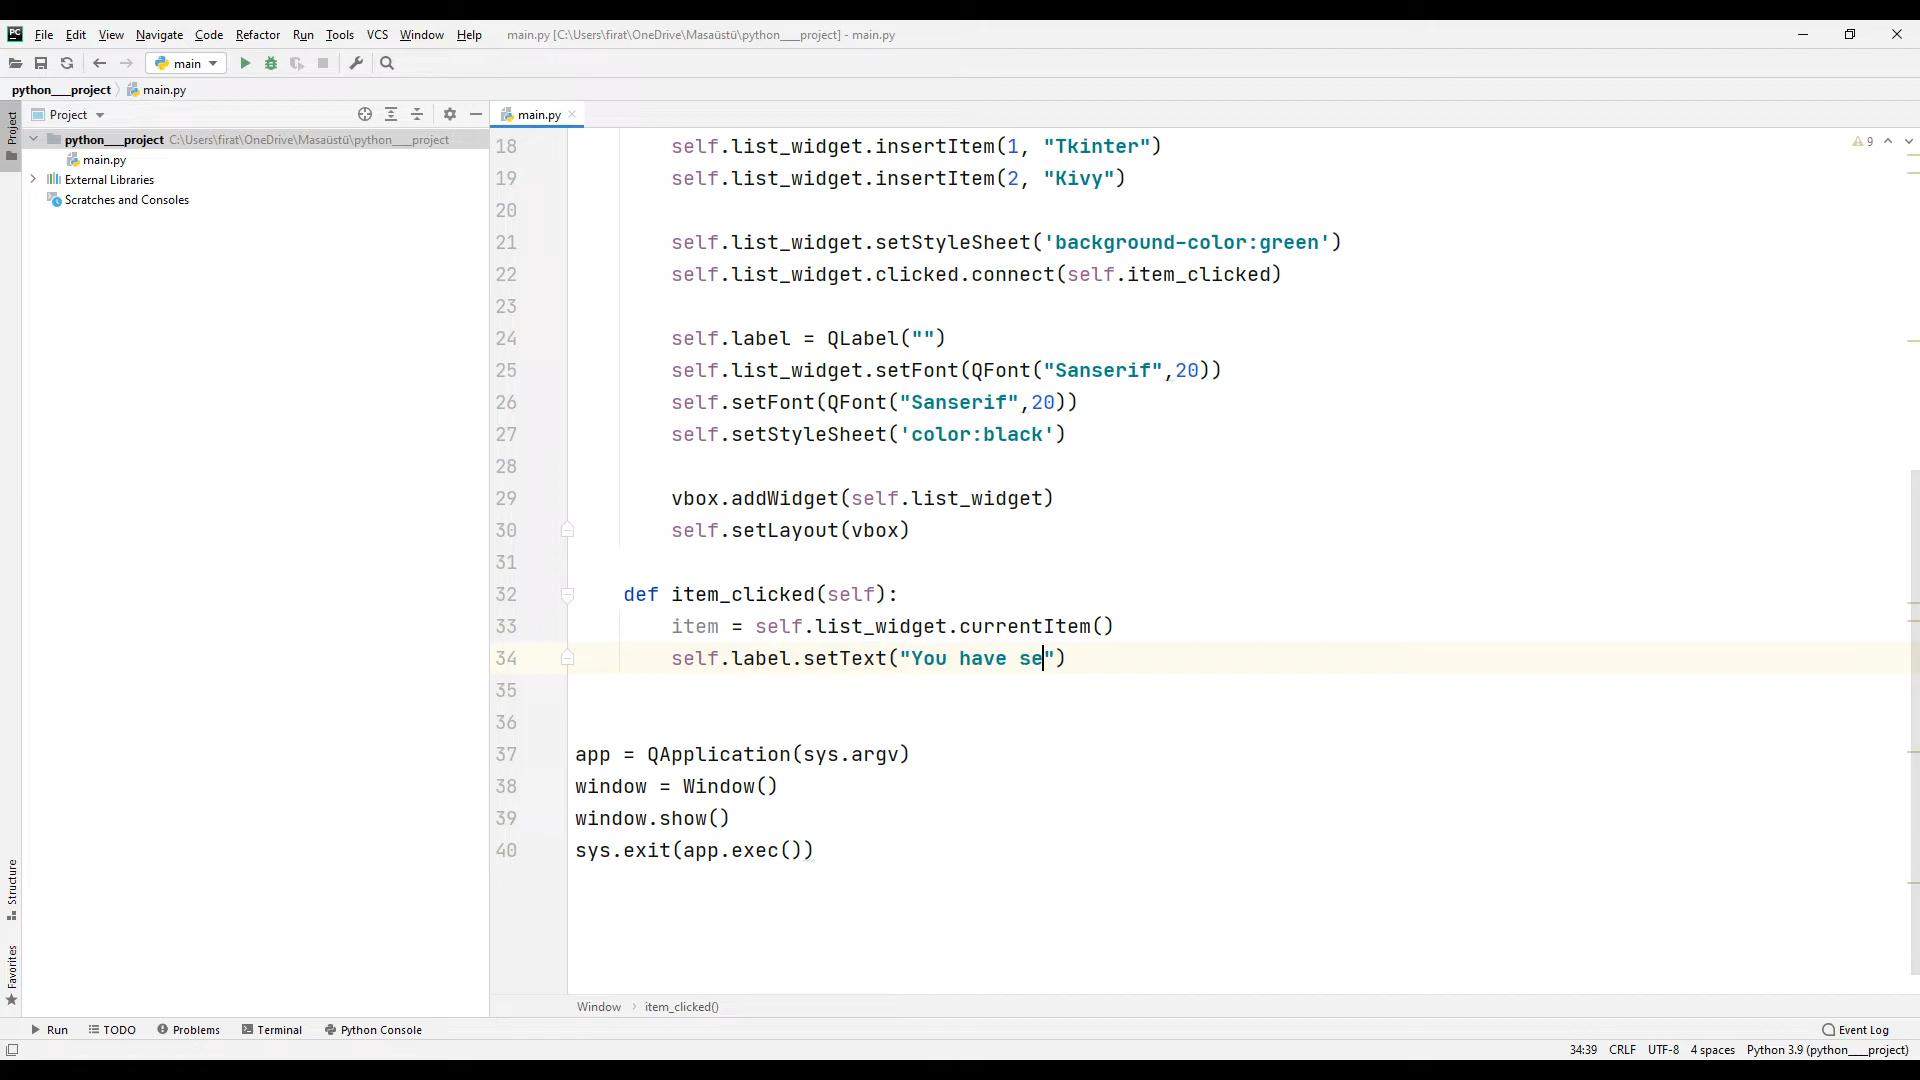 File Edit View Navigate Code Refactor Run Tools VCS Window Help main.py [C:\Users\firat\OneDrive\Masaüstü\python____project] - main.py
main
python____project main.py
Project main.py
python____project C:\Users\firat\OneDrive\Masaüstü\python____project
main.py
External Libraries
Scratches and Consoles
Project
Structure
Favorites
9
18 self.list_widget.insertItem(1, "Tkinter")
19 self.list_widget.insertItem(2, "Kivy")
20
21 self.list_widget.setStyleSheet('background-color:green')
22 self.list_widget.clicked.connect(self.item_clicked)
23
24 self.label = QLabel("")
25 self.list_widget.setFont(QFont("Sanserif",20))
26 self.setFont(QFont("Sanserif",20))
27 self.setStyleSheet('color:black')
28
29 vbox.addWidget(self.list_widget)
30 self.setLayout(vbox)
31
32 def item_clicked(self):
33 item = self.list_widget.currentItem()
34 self.label.setText("You have se")
35
36
37 app = QApplication(sys.argv)
38 window = Window()
39 window.show()
40 sys.exit(app.exec())
Window item_clicked()
Run TODO Problems Terminal Python Console Event Log
34:39 CRLF UTF-8 4 spaces Python 3.9 (python____project)